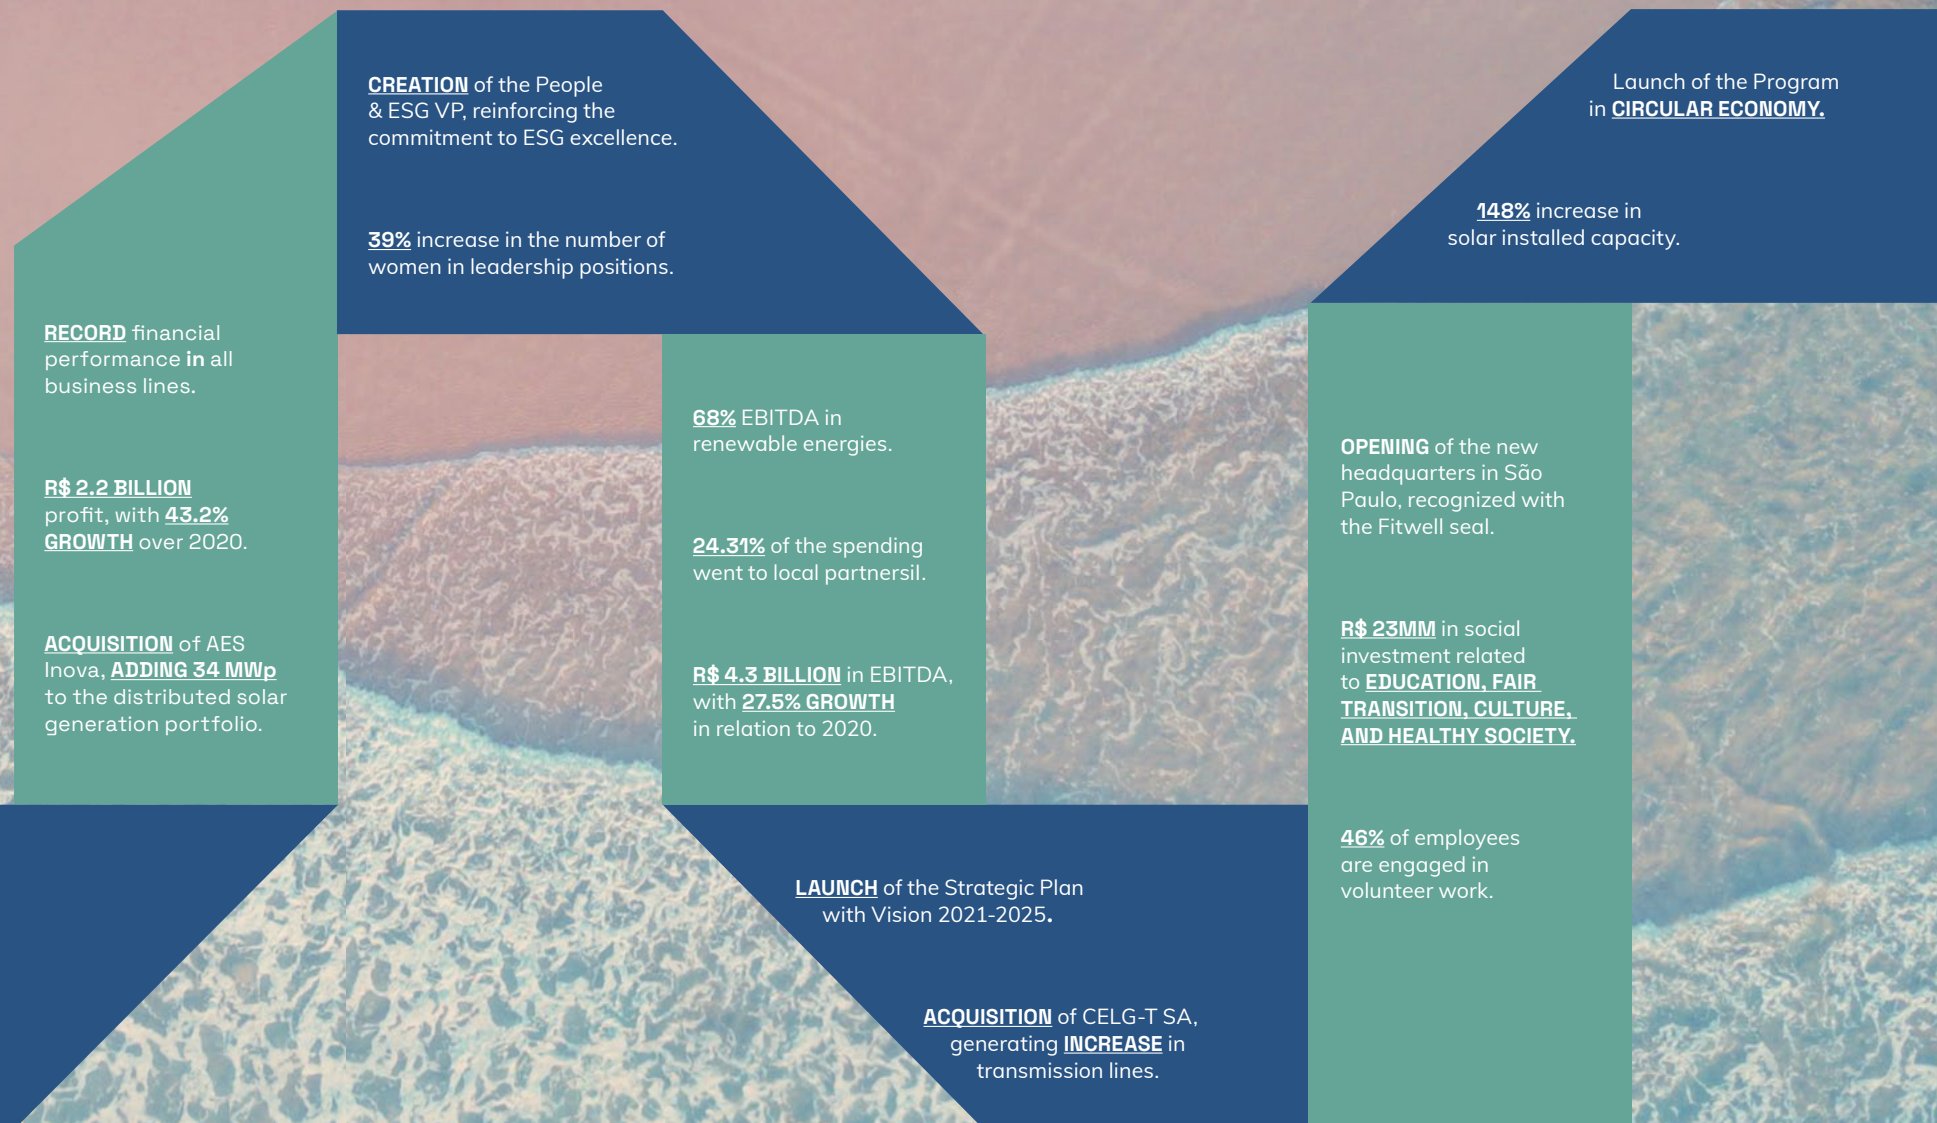 RECORD financial
performance in all
business lines.
R$ 2.2 BILLION
profit, with 43.2%
GROWTH over 2020.
ACQUISITION of AES
Inova, ADDING 34 MWp
to the distributed solar
generation portfolio.
CREATION of the People
& ESG VP, reinforcing the
commitment to ESG excellence.
39% increase in the number of
women in leadership positions.
68% EBITDA in
renewable energies.
24.31% of the spending
went to local partnersil.
R$ 4.3 BILLION in EBITDA,
with 27.5% GROWTH
in relation to 2020.
LAUNCH of the Strategic Plan
with Vision 2021-2025.
ACQUISITION of CELG-T SA,
generating INCREASE in
transmission lines.
Launch of the Program
in CIRCULAR ECONOMY.
148% increase in
solar installed capacity.
OPENING of the new
headquarters in São
Paulo, recognized with
the Fitwell seal.
R$ 23MM in social
investment related
to EDUCATION, FAIR
TRANSITION, CULTURE,
AND HEALTHY SOCIETY.
46% of employees
are engaged in
volunteer work.